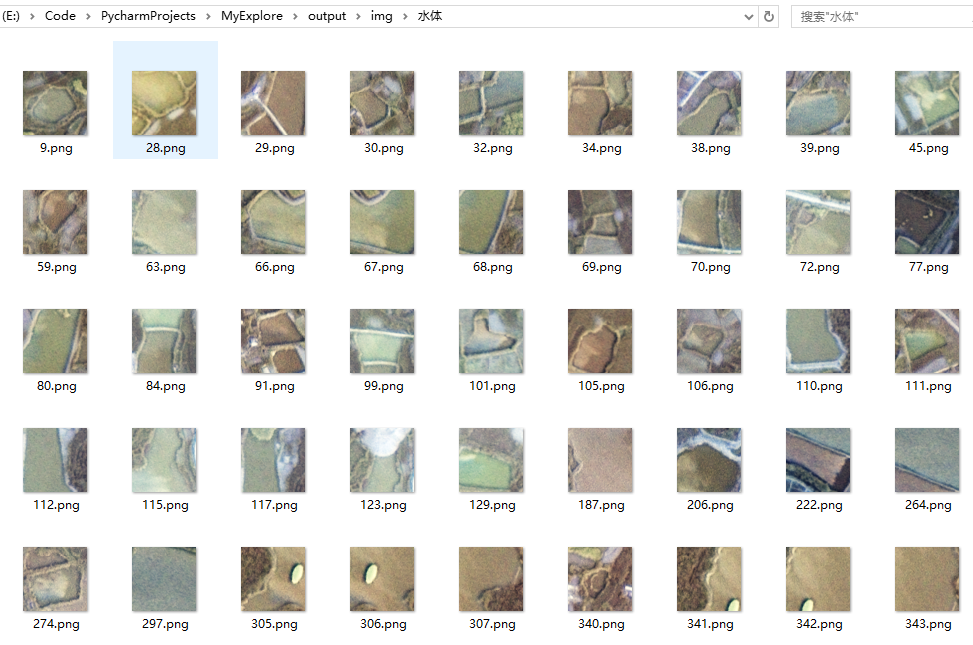 (E:) › Code › PycharmProjects › MyExplore › output › img › 水体 搜索"水体"
9.png 28.png 29.png 30.png 32.png 34.png 38.png 39.png 45.png
59.png 63.png 66.png 67.png 68.png 69.png 70.png 72.png 77.png
80.png 84.png 91.png 99.png 101.png 105.png 106.png 110.png 111.png
112.png 115.png 117.png 123.png 129.png 187.png 206.png 222.png 264.png
274.png 297.png 305.png 306.png 307.png 340.png 341.png 342.png 343.png